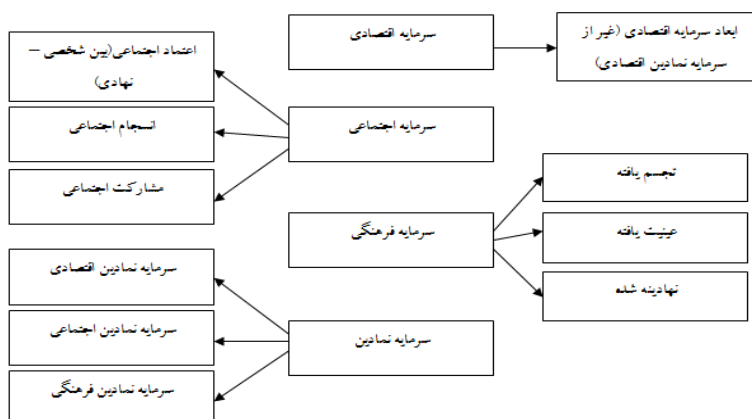 سرمایه اقتصادی
ابعاد سرمایه اقتصادی (غیر از
سرمایه نمادین اقتصادی)
سرمایه اجتماعی
اعتماد اجتماعی(بین شخصی –
نهادی)
انسجام اجتماعی
مشارکت اجتماعی
سرمایه فرهنگی
تجسم یافته
عینیت یافته
نهادینه شده
سرمایه نمادین
سرمایه نمادین اقتصادی
سرمایه نمادین اجتماعی
سرمایه نمادین فرهنگی